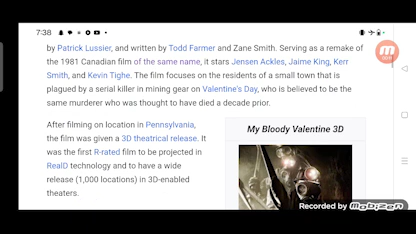 7:38
by Patrick Lussier, and written by Todd Farmer and Zane Smith. Serving as a remake of
the 1981 Canadian film of the same name, it stars Jensen Ackles, Jaime King, Kerr
Smith, and Kevin Tighe. The film focuses on the residents of a small town that is
plagued by a serial killer in mining gear on Valentine's Day, who is believed to be the
same murderer who was thought to have died a decade prior.
After filming on location in Pennsylvania,
the film was given a 3D theatrical release. It
was the first R-rated film to be projected in
RealD technology and to have a wide
release (1,000 locations) in 3D-enabled
theaters.
My Bloody Valentine 3D
Recorded by Mobizen